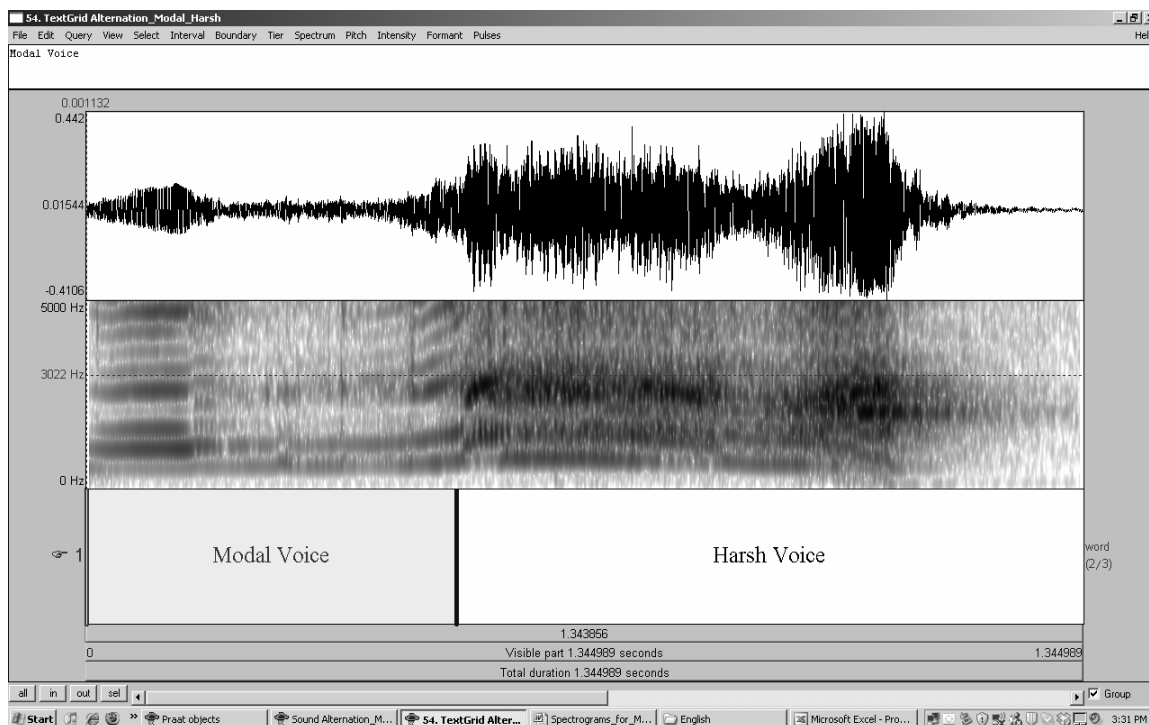 54. TextGrid Alternation_Modal_Harsh
File Edit Query View Select Interval Boundary Tier Spectrum Pitch Intensity Formant Pulses Hel
Modal Voice
0.001132
0.442
0.01544
-0.4106
5000 Hz
3022 Hz
0 Hz
1 Modal Voice Harsh Voice word
(2/3)
1.343856
0 Visible part 1.344989 seconds 1.344989
Total duration 1.344989 seconds
all in out sel Group
Start » Praat objects Sound Alternation_M... 54. TextGrid Alter... Spectrograms_for_M... English Microsoft Excel - Pro... 3:31 PM